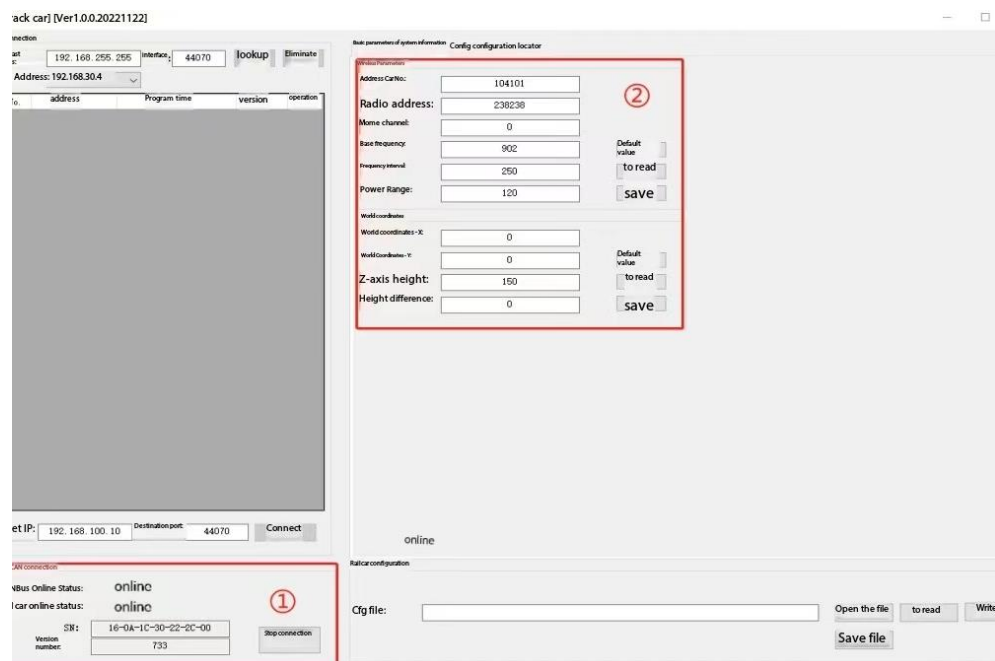 rack car] [Ver1.0.0.20221122]
nnection
ast
s:
192. 168. 255. 255
interface:
44070
lookup
Eliminate
Address: 192.168.30.4
No.
address
Program time
version
operation
et IP:
192. 168. 100. 10
Destination port:
44070
Connect
CAN connection
NBus Online Status:
online
l car online status:
online
①
SN:
16-0A-1C-30-22-2C-00
Stop connection
Version
number:
733
Basic parameters of system information
Config configuration locator
Wireless Parameters
Address CarNo.:
104101
②
Radio address:
238238
Mome channel:
0
Base frequency:
902
Default
value
Frequency interval:
250
to read
Power Range:
120
save
World coordinates
World coordinates - X:
0
World Coordinates - Y:
0
Default
value
Z-axis height:
150
to read
Height difference:
0
save
online
Railcar configuration
Cfg file:
Open the file
to read
Write
Save file